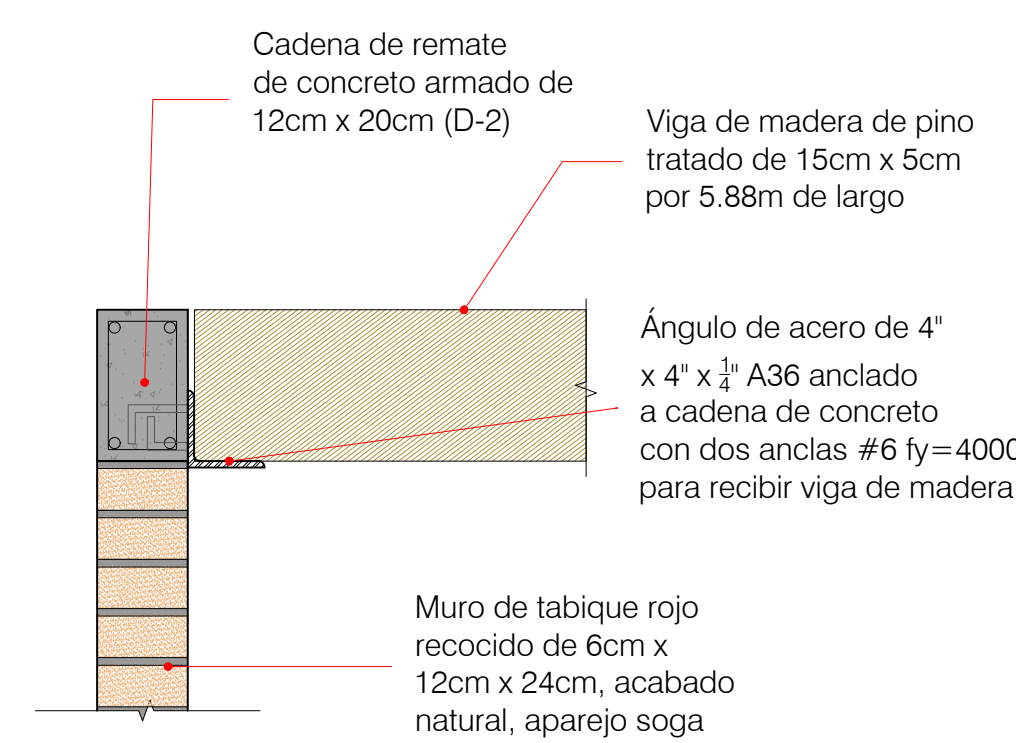 Cadena de remate
de concreto armado de
12cm x 20cm (D-2)
Viga de madera de pino
tratado de 15cm x 5cm
por 5.88m de largo
Ángulo de acero de 4"
x 4" x 1/4" A36 anclado
a cadena de concreto
con dos anclas #6 fy=4000
para recibir viga de madera
Muro de tabique rojo
recocido de 6cm x
12cm x 24cm, acabado
natural, aparejo soga